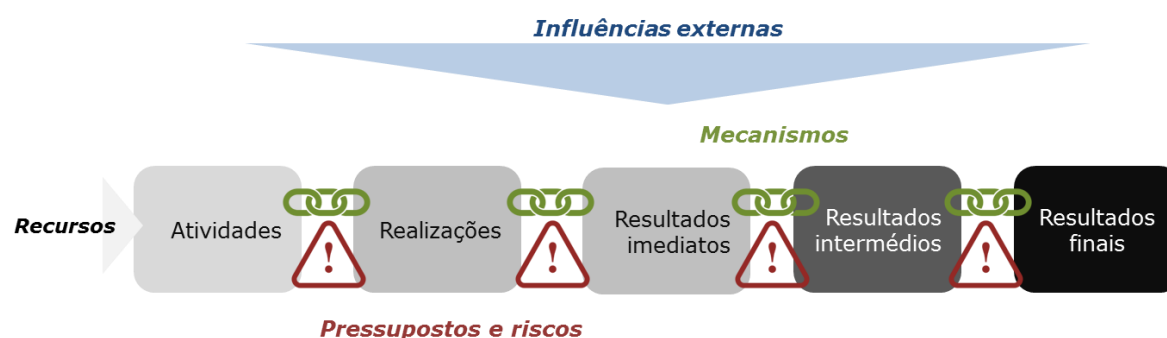 Influências externas
Mecanismos
Recursos
Atividades
Realizações
Resultados
imediatos
Resultados
intermédios
Resultados
finais
Pressupostos e riscos